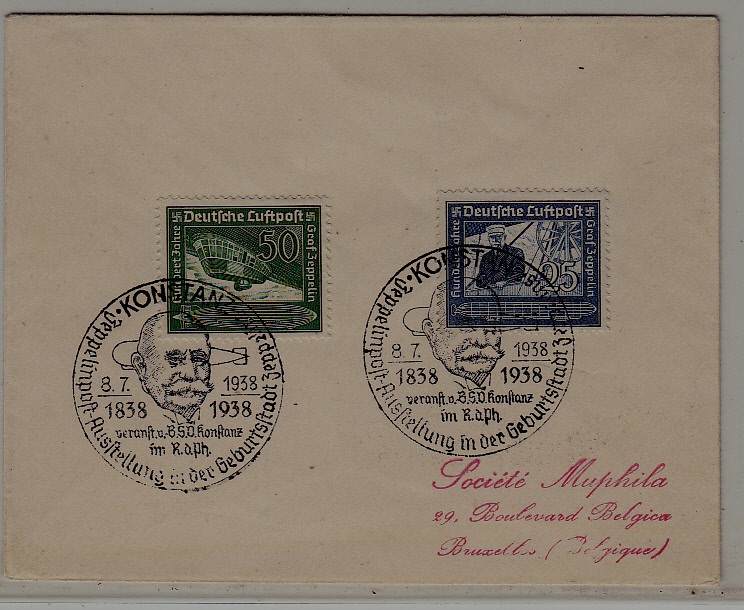 Deutsche Luftpost
Hundert Jahre
50
Graf Zeppelin
Deutsche Luftpost
Hundert Jahre
25
Graf Zeppelin
KONSTANZ
Zeppelinpost-Ausstellung in der Geburtsstadt Zeppelins
8.7. 1938
1838 1938
veranst. v. B.S.V. Konstanz
im R.d.Ph.
KONSTANZ
Zeppelinpost-Ausstellung in der Geburtsstadt Zeppelins
8.7. 1938
1838 1938
veranst. v. B.S.V. Konstanz
im R.d.Ph.
Société Muphila
29, Boulevard Belgica
Bruxelles (Belgique)